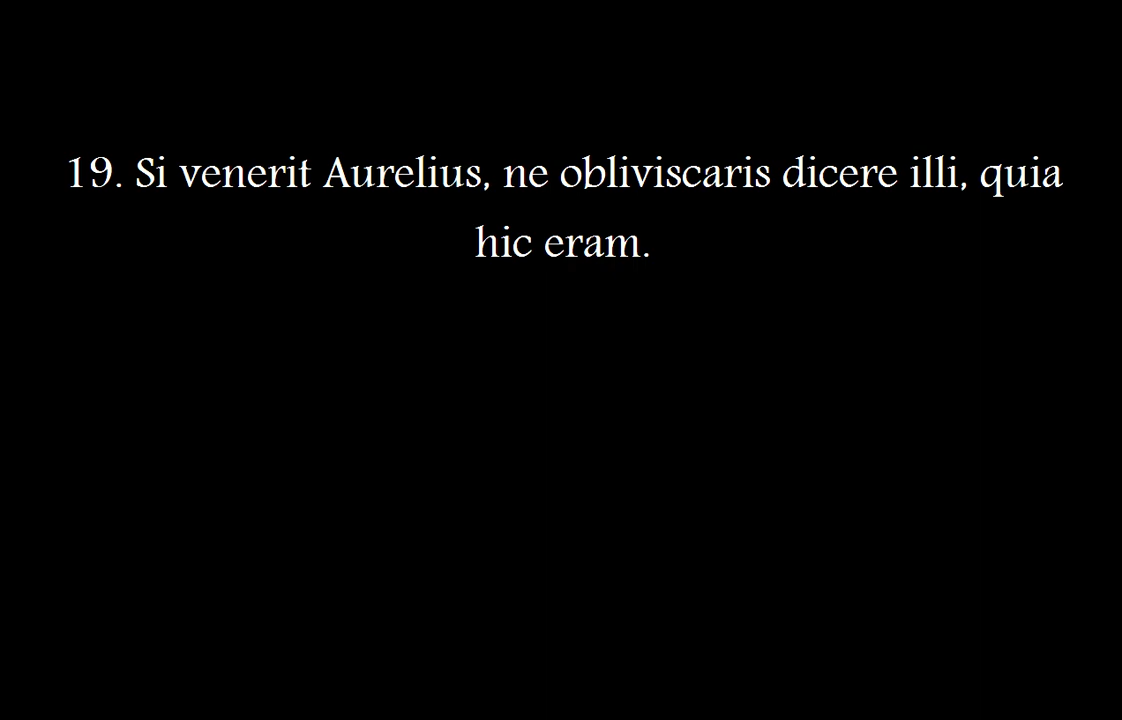 19. Si venerit Aurelius, ne obliviscaris dicere illi, quia
hic eram.